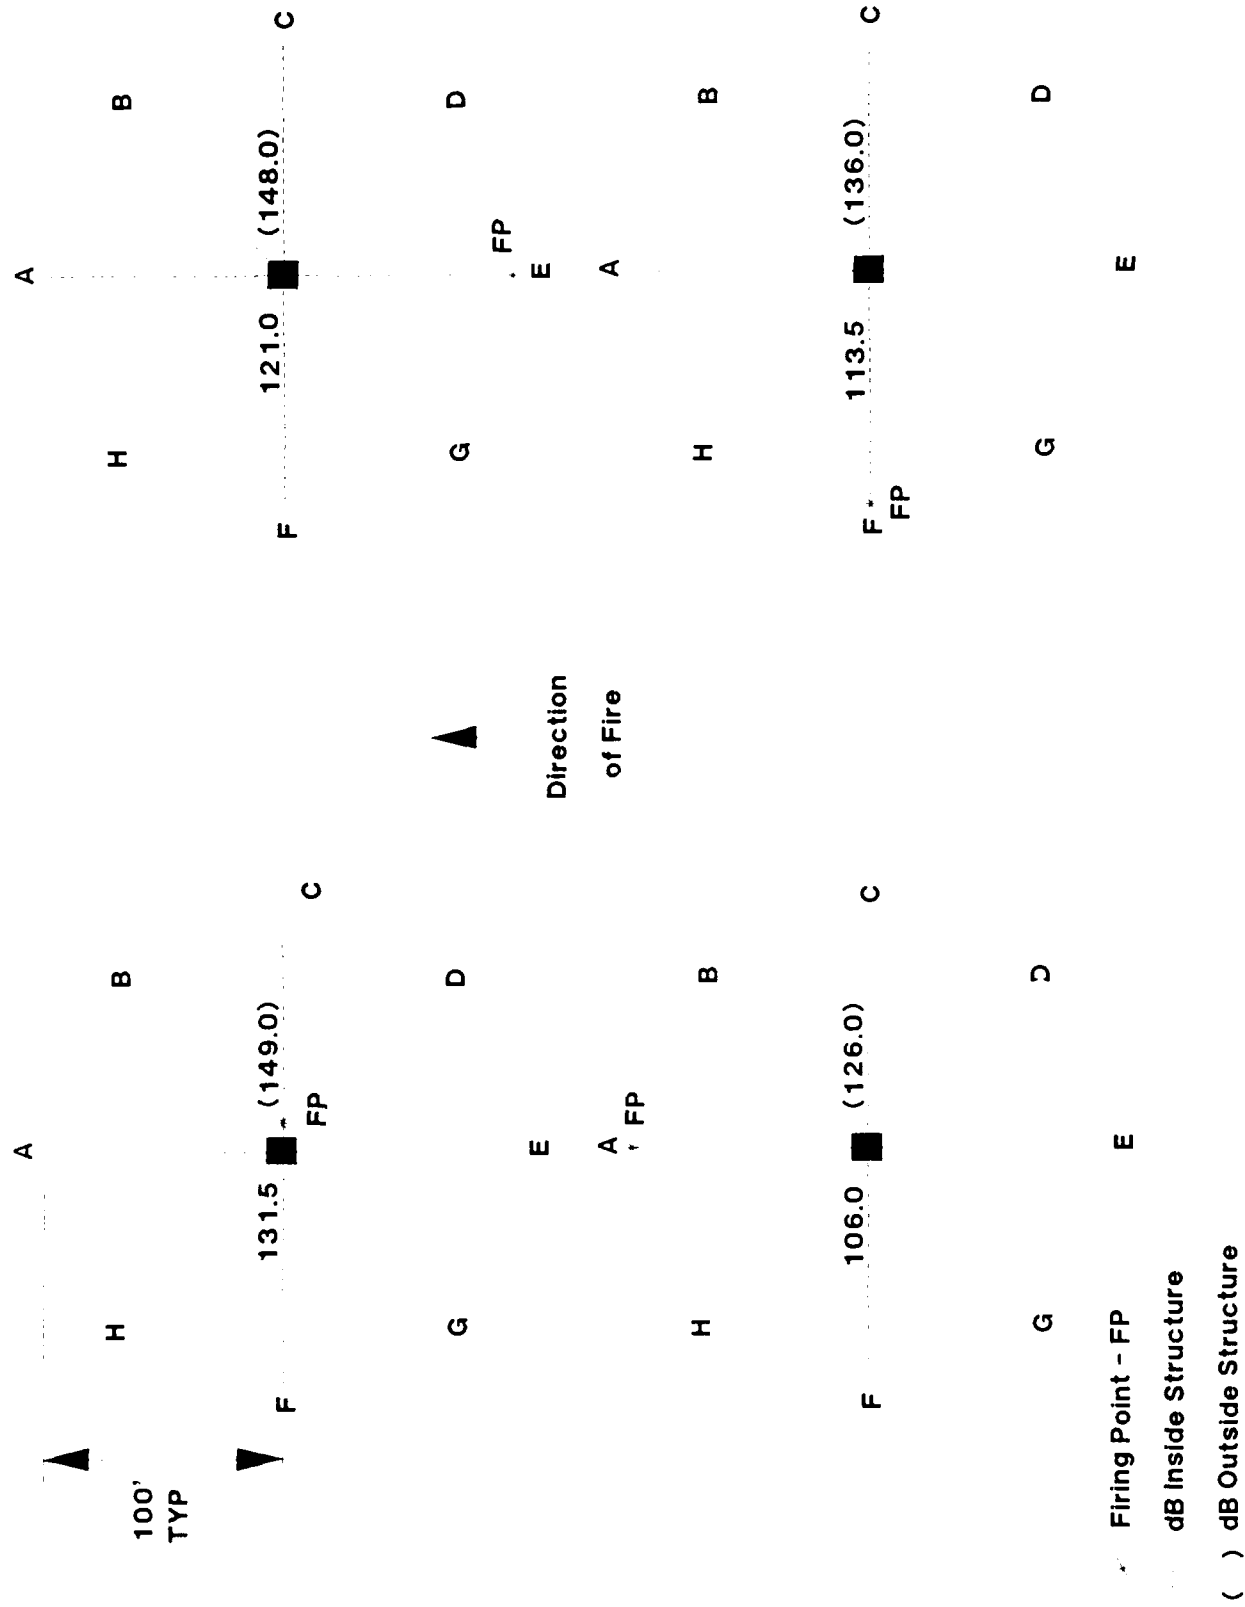 100'
TYP
A
H B
131.5 (149.0)
F FP C
G D
E
A
H B
121.0 (148.0)
F C
G D
FP
E
Direction
of Fire
A
FP
H B
106.0 (126.0)
F C
G D
E
A
H B
113.5 (136.0)
F C
FP
G D
E
* Firing Point - FP
dB Inside Structure
( ) dB Outside Structure